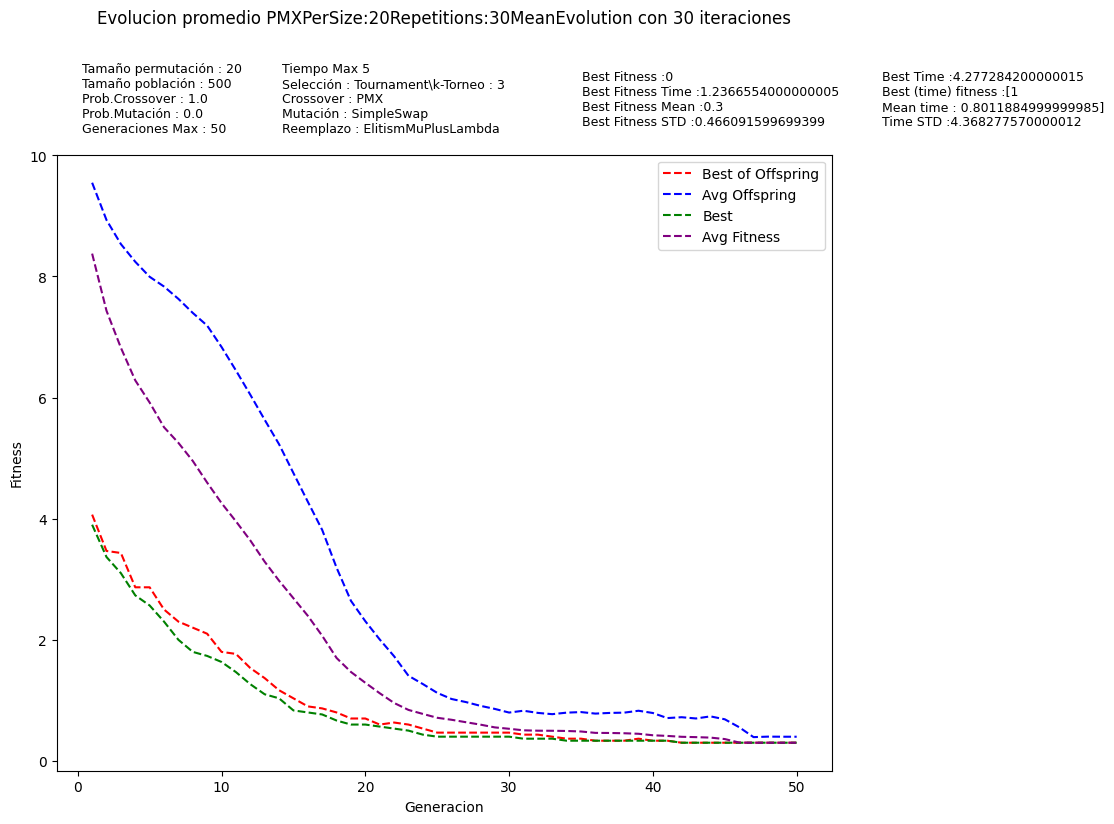 Evolucion promedio PMXPerSize:20Repetitions:30MeanEvolution con 30 iteraciones
Tamaño permutación : 20
Tamaño población : 500
Prob.Crossover : 1.0
Prob.Mutación : 0.0
Generaciones Max : 50
Tiempo Max 5
Selección : Tournament\k-Torneo : 3
Crossover : PMX
Mutación : SimpleSwap
Reemplazo : ElitismMuPlusLambda
Best Fitness :0
Best Fitness Time :1.2366554000000005
Best Fitness Mean :0.3
Best Fitness STD :0.466091599699399
Best Time :4.277284200000015
Best (time) fitness :[1
Mean time : 0.8011884999999985]
Time STD :4.368277570000012
Best of Offspring
Avg Offspring
Best
Avg Fitness
Fitness
10
8
6
4
2
0
0
10
20
30
40
50
Generacion